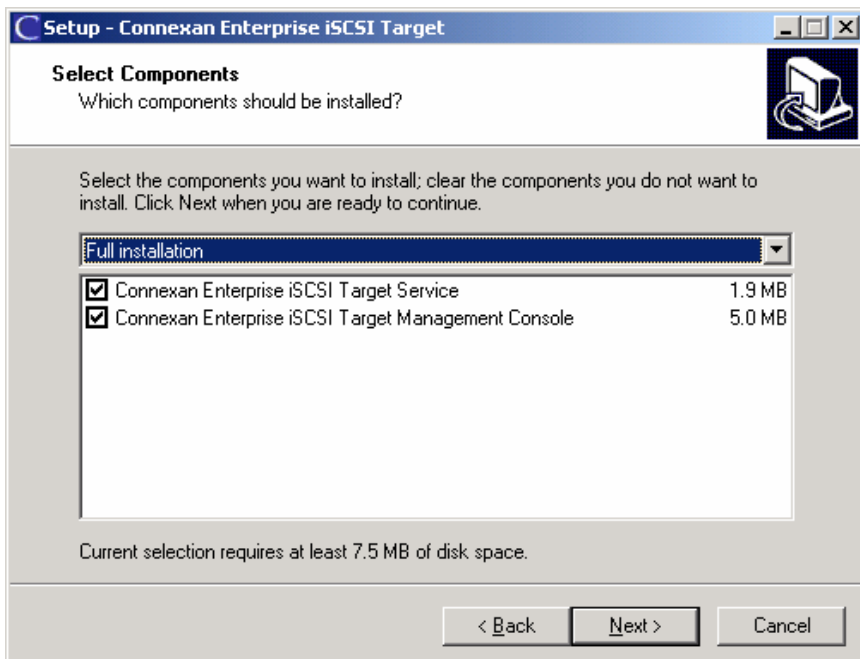 Setup - Connexan Enterprise iSCSI Target
Select Components
Which components should be installed?
Select the components you want to install; clear the components you do not want to
install. Click Next when you are ready to continue.
Full installation
Connexan Enterprise iSCSI Target Service 1.9 MB
Connexan Enterprise iSCSI Target Management Console 5.0 MB
Current selection requires at least 7.5 MB of disk space.
< Back Next > Cancel